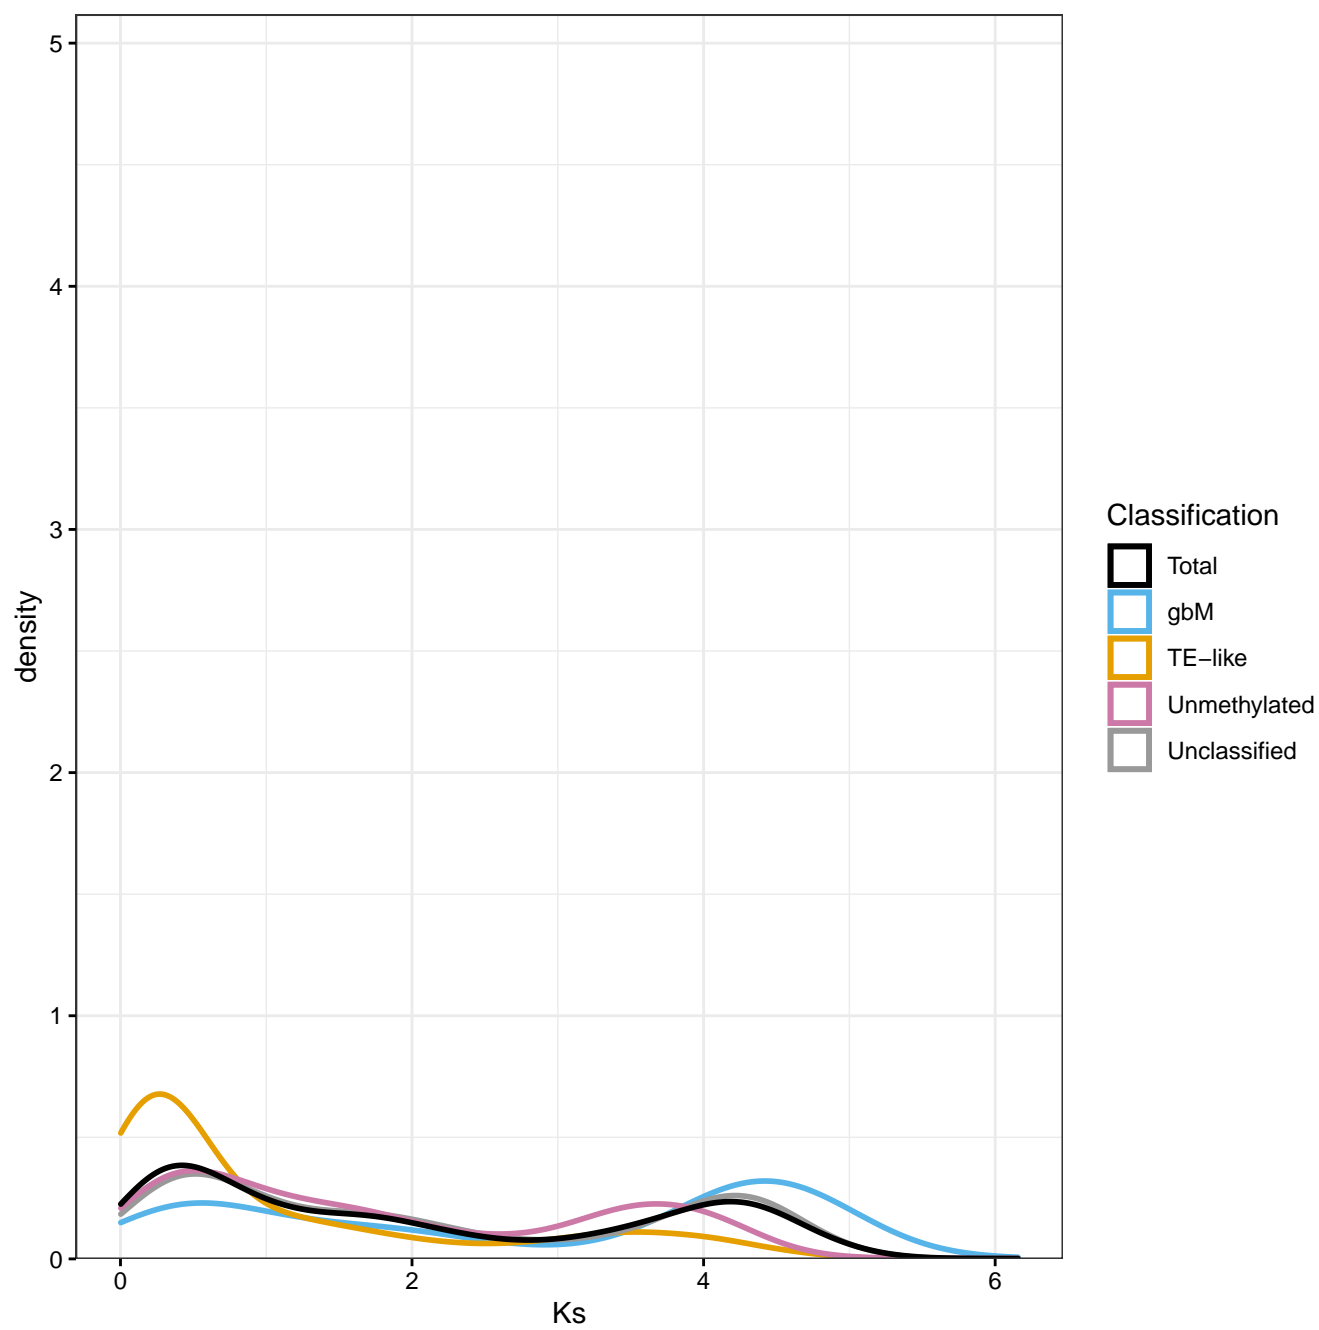 5
4
3
2
1
0
density
0
2
4
6
Ks
Classification
Total
gbM
TE−like
Unmethylated
Unclassified